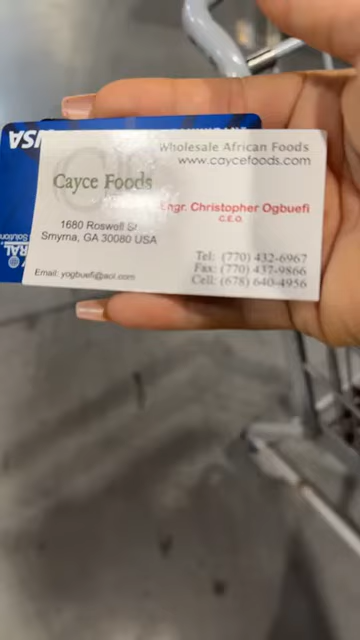 VISA
Wholesale African Foods
www.caycefoods.com
Cayce Foods
Engr. Christopher Ogbuefi
C.E.O.
1680 Roswell St
Smyrna, GA 30080 USA
Tel: (770) 432-6967
Fax: (770) 437-9866
Cell: (678) 640-4956
Email: yogbuefi@aol.com